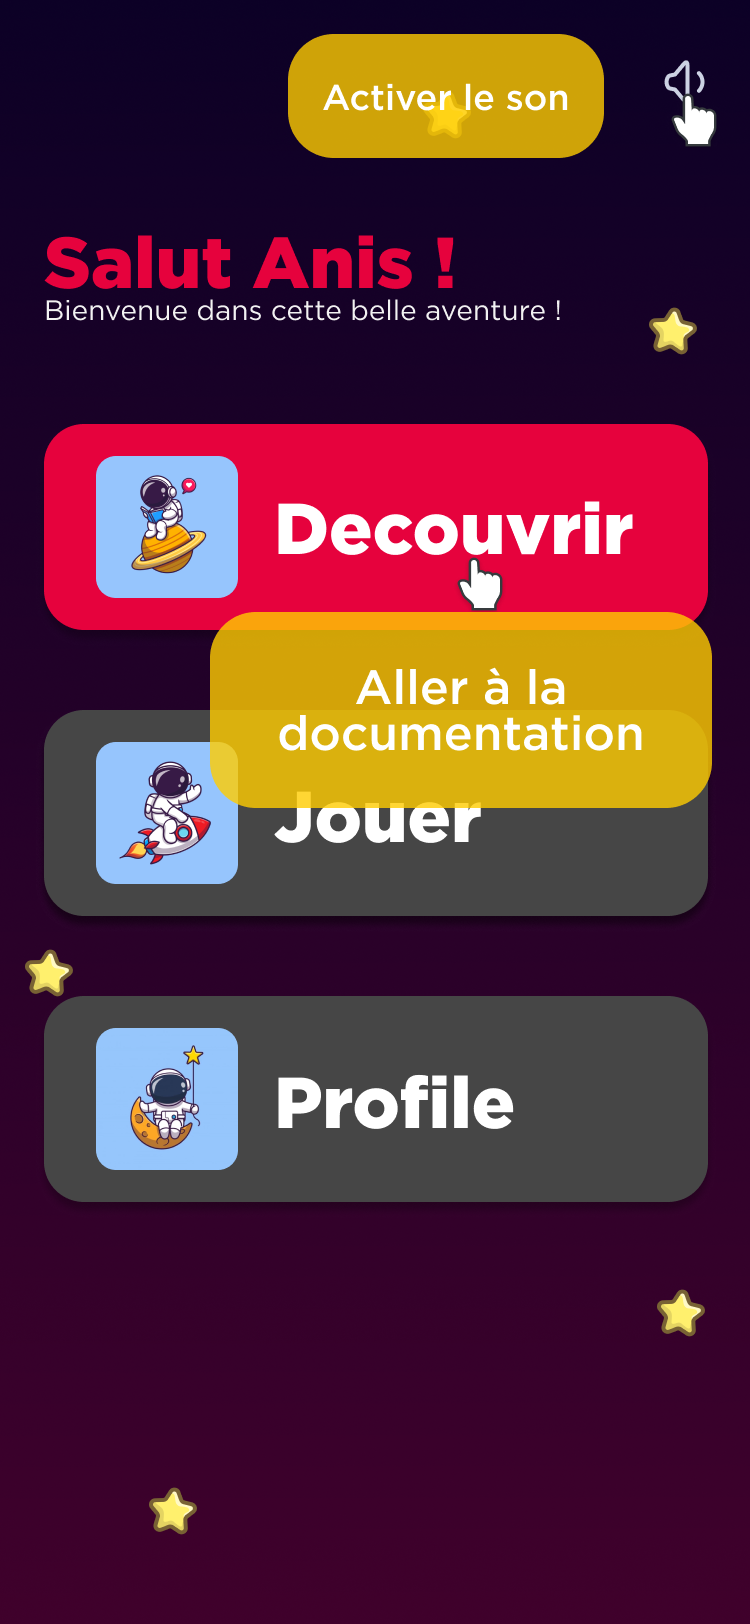 Activer le son
Salut Anis !
Bienvenue dans cette belle aventure !
Decouvrir
Aller à la
documentation
Jouer
Profile